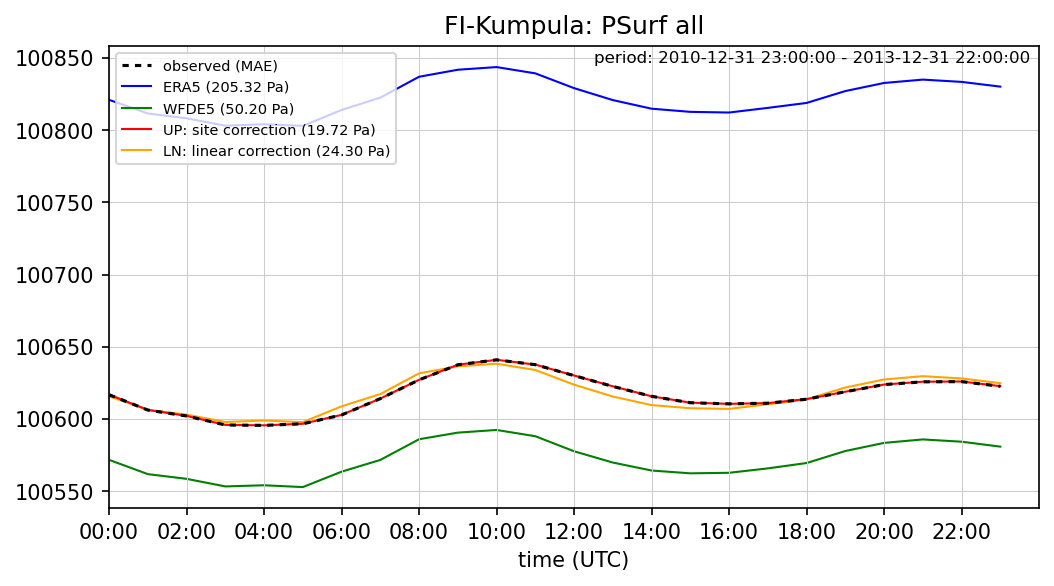 FI-Kumpula: PSurf all
period: 2010-12-31 23:00:00 - 2013-12-31 22:00:00
observed (MAE)
ERA5 (205.32 Pa)
WFDE5 (50.20 Pa)
UP: site correction (19.72 Pa)
LN: linear correction (24.30 Pa)
100850
100800
100750
100700
100650
100600
100550
00:00 02:00 04:00 06:00 08:00 10:00 12:00 14:00 16:00 18:00 20:00 22:00
time (UTC)